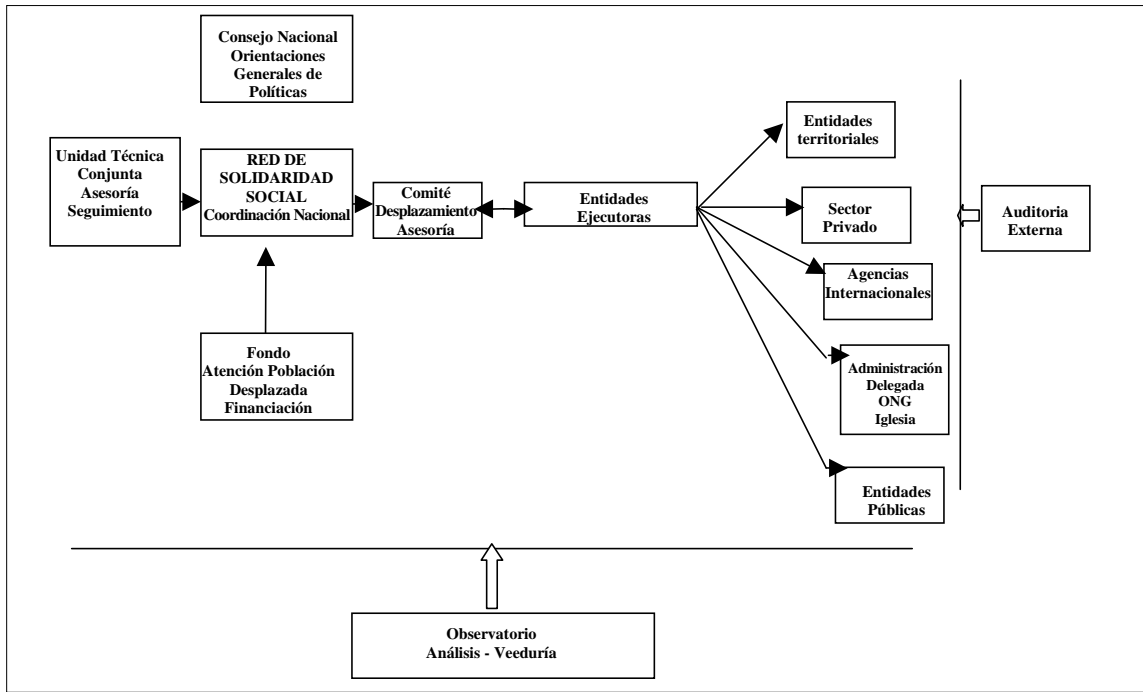 Consejo Nacional
Orientaciones
Generales de
Políticas
Unidad Técnica
Conjunta
Asesoría
Seguimiento
RED DE
SOLIDARIDAD
SOCIAL
Coordinación Nacional
Comité
Desplazamiento
Asesoría
Entidades
Ejecutoras
Entidades
territoriales
Sector
Privado
Agencias
Internacionales
Administración
Delegada
ONG
Iglesia
Entidades
Públicas
Auditoria
Externa
Fondo
Atención Población
Desplazada
Financiación
Observatorio
Análisis - Veeduría